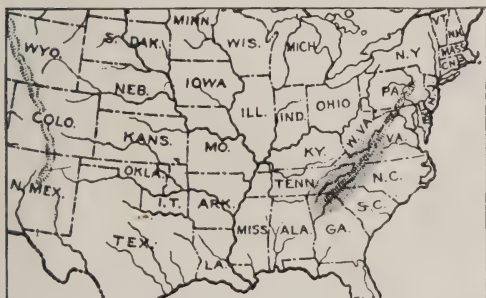 MINN.
VT.
N.H.
WYO.
S. DAK.
WIS.
MICH.
N.Y.
MASS
CN.
NEB.
IOWA
PA.
ILL.
IND.
OHIO
N.J.
COLO.
KANS.
MO.
W.VA.
VA.
KY.
N. MEX.
OKLA.
TENN.
N.C.
I.T.
ARK.
S.C.
TEX.
MISS
ALA.
GA.
LA.